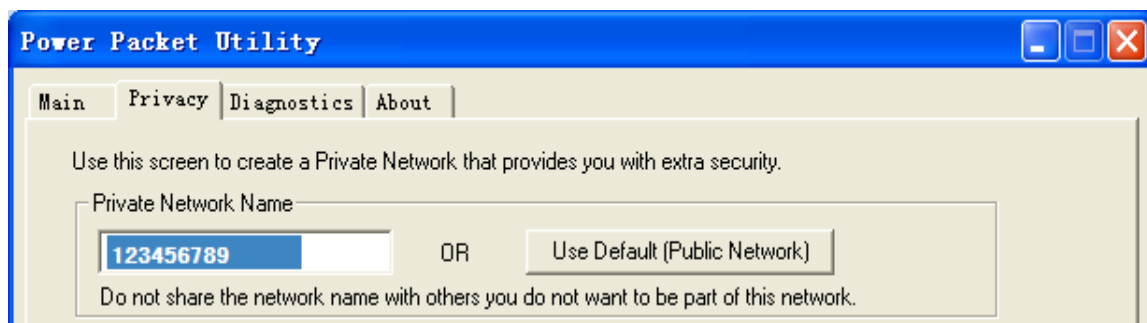 Power Packet Utility
Main Privacy Diagnostics About
Use this screen to create a Private Network that provides you with extra security.
Private Network Name
123456789 OR Use Default (Public Network)
Do not share the network name with others you do not want to be part of this network.